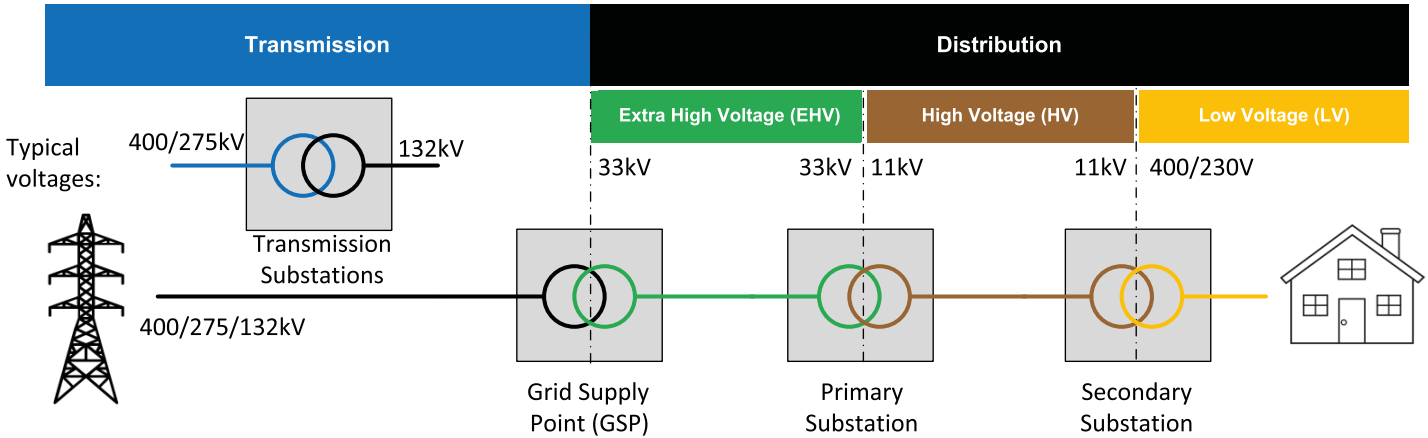 Transmission
Distribution
Extra High Voltage (EHV)
High Voltage (HV)
Low Voltage (LV)
Typical
voltages:
400/275kV
132kV
33kV
33kV
11kV
11kV
400/230V
Transmission
Substations
400/275/132kV
Grid Supply
Point (GSP)
Primary
Substation
Secondary
Substation